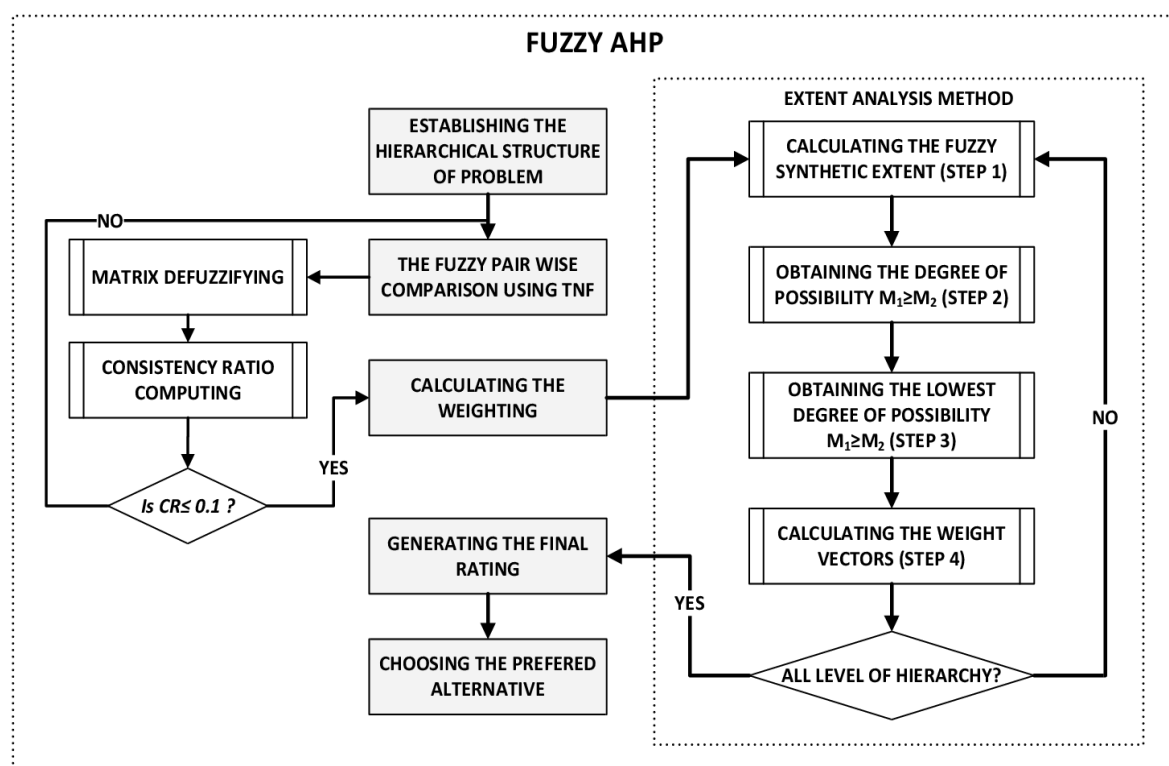 FUZZY AHP
ESTABLISHING THE
HIERARCHICAL STRUCTURE
OF PROBLEM
NO
MATRIX DEFUZZIFYING
THE FUZZY PAIR WISE
COMPARISON USING TNF
CONSISTENCY RATIO
COMPUTING
CALCULATING THE
WEIGHTING
YES
Is CR≤ 0.1 ?
GENERATING THE FINAL
RATING
CHOOSING THE PREFERED
ALTERNATIVE
EXTENT ANALYSIS METHOD
CALCULATING THE FUZZY
SYNTHETIC EXTENT (STEP 1)
OBTAINING THE DEGREE OF
POSSIBILITY M₁≥M₂ (STEP 2)
OBTAINING THE LOWEST
DEGREE OF POSSIBILITY
M₁≥M₂ (STEP 3)
NO
CALCULATING THE WEIGHT
VECTORS (STEP 4)
YES
ALL LEVEL OF HIERARCHY?